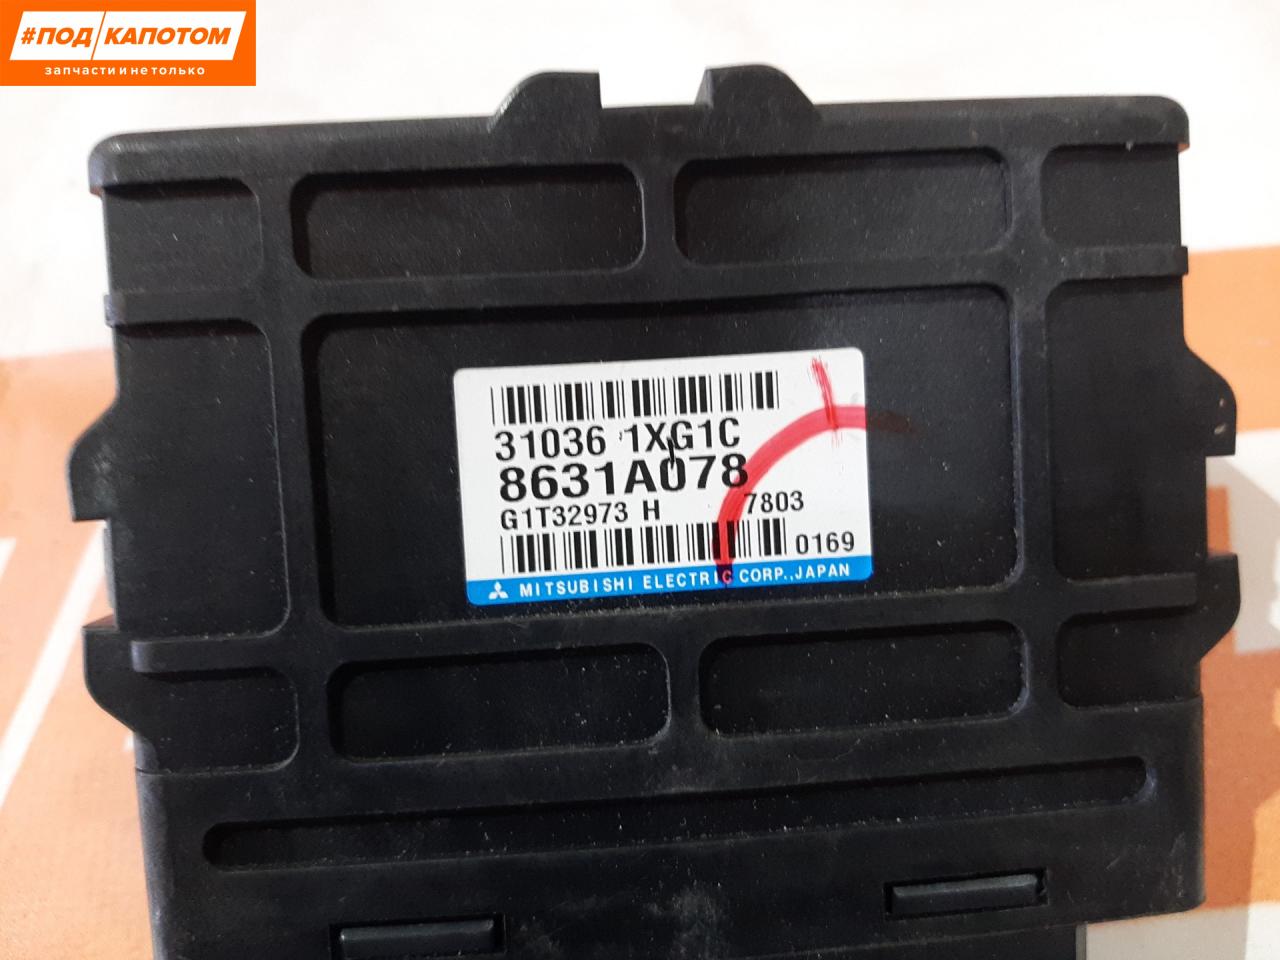 #ПОД/КАПОТОМ
запчасти и не только
31036 1XG1C
8631A078
G1T32973 H 7803
0169
MITSUBISHI ELECTRIC CORP.,JAPAN